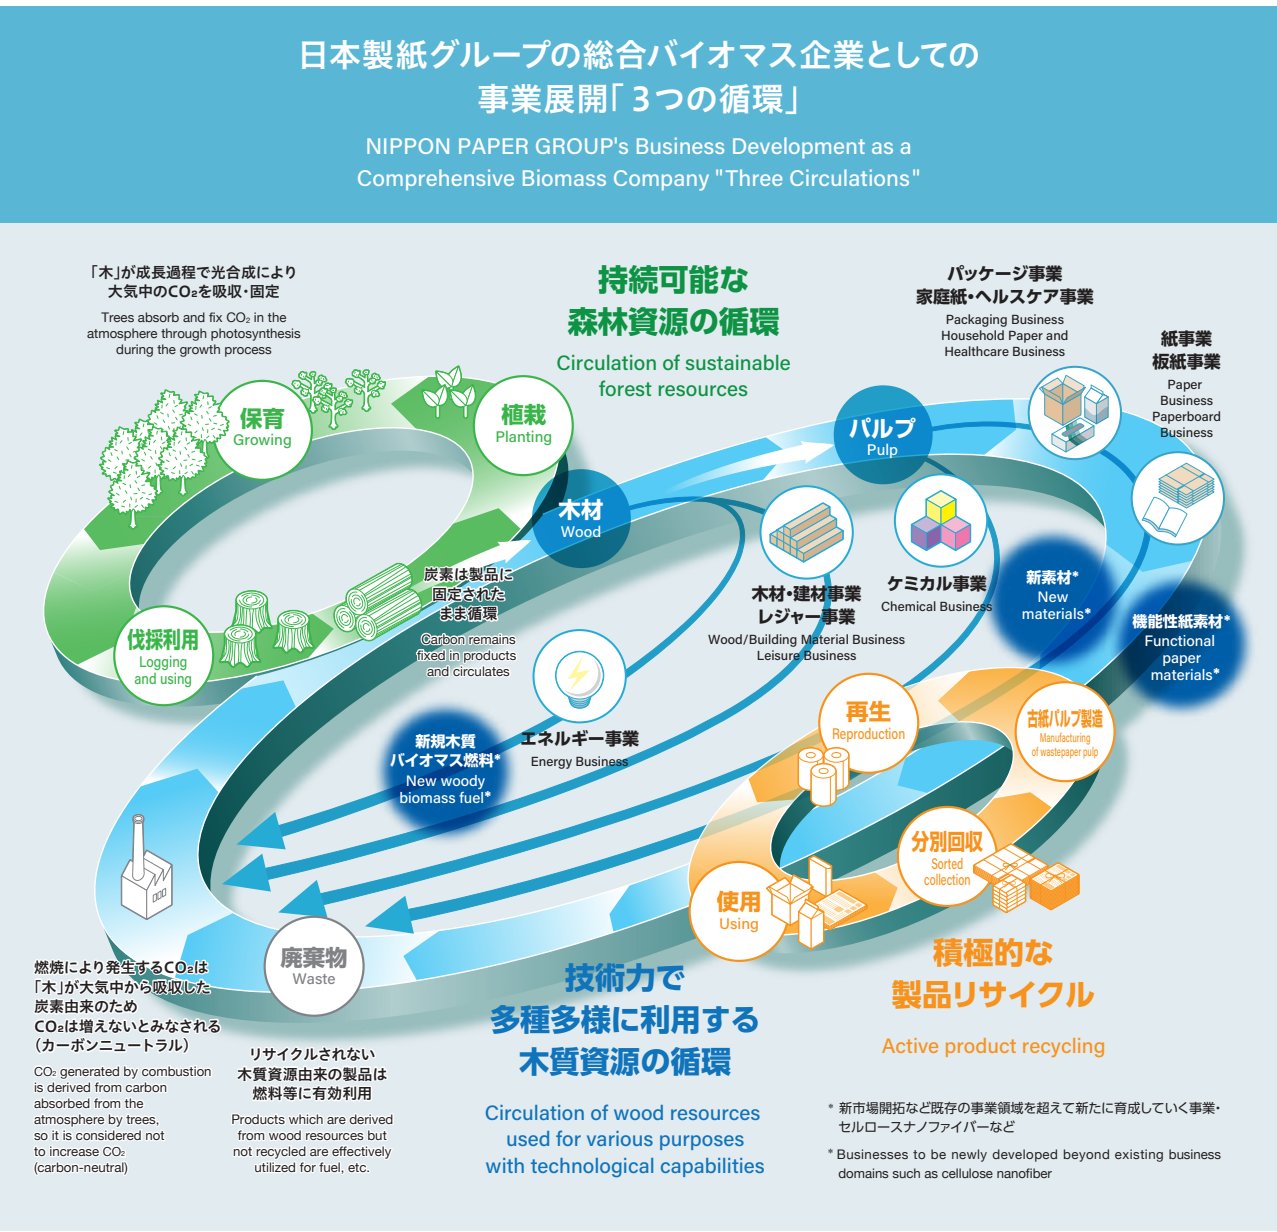 日本製紙グループの総合バイオマス企業としての
事業展開「3つの循環」
NIPPON PAPER GROUP's Business Development as a
Comprehensive Biomass Company "Three Circulations"
「木」が成長過程で光合成により
大気中のCO₂を吸収・固定
Trees absorb and fix CO₂ in the
atmosphere through photosynthesis
during the growth process
持続可能な
森林資源の循環
Circulation of sustainable
forest resources
パッケージ事業
家庭紙・ヘルスケア事業
Packaging Business
Household Paper and
Healthcare Business
紙事業
板紙事業
Paper
Business
Paperboard
Business
保育
Growing
植栽
Planting
パルプ
Pulp
木材
Wood
伐採利用
Logging
and using
炭素は製品に
固定された
まま循環
Carbon remains
fixed in products
and circulates
木材・建材事業
レジャー事業
Wood/Building Material Business
Leisure Business
ケミカル事業
Chemical Business
新素材*
New
materials*
機能性紙素材*
Functional
paper
materials*
エネルギー事業
Energy Business
新規木質
バイオマス燃料*
New woody
biomass fuel*
再生
Reproduction
古紙パルプ製造
Manufacturing
of wastepaper pulp
分別回収
Sorted
collection
使用
Using
廃棄物
Waste
燃焼により発生するCO₂は
「木」が大気中から吸収した
炭素由来のため
CO₂は増えないとみなされる
（カーボンニュートラル）
CO₂ generated by combustion
is derived from carbon
absorbed from the
atmosphere by trees,
so it is considered not
to increase CO₂
(carbon-neutral)
リサイクルされない
木質資源由来の製品は
燃料等に有効利用
Products which are derived
from wood resources but
not recycled are effectively
utilized for fuel, etc.
技術力で
多種多様に利用する
木質資源の循環
Circulation of wood resources
used for various purposes
with technological capabilities
積極的な
製品リサイクル
Active product recycling
* 新市場開拓など既存の事業領域を超えて新たに育成していく事業・
セルロースナノファイバーなど
* Businesses to be newly developed beyond existing business
domains such as cellulose nanofiber